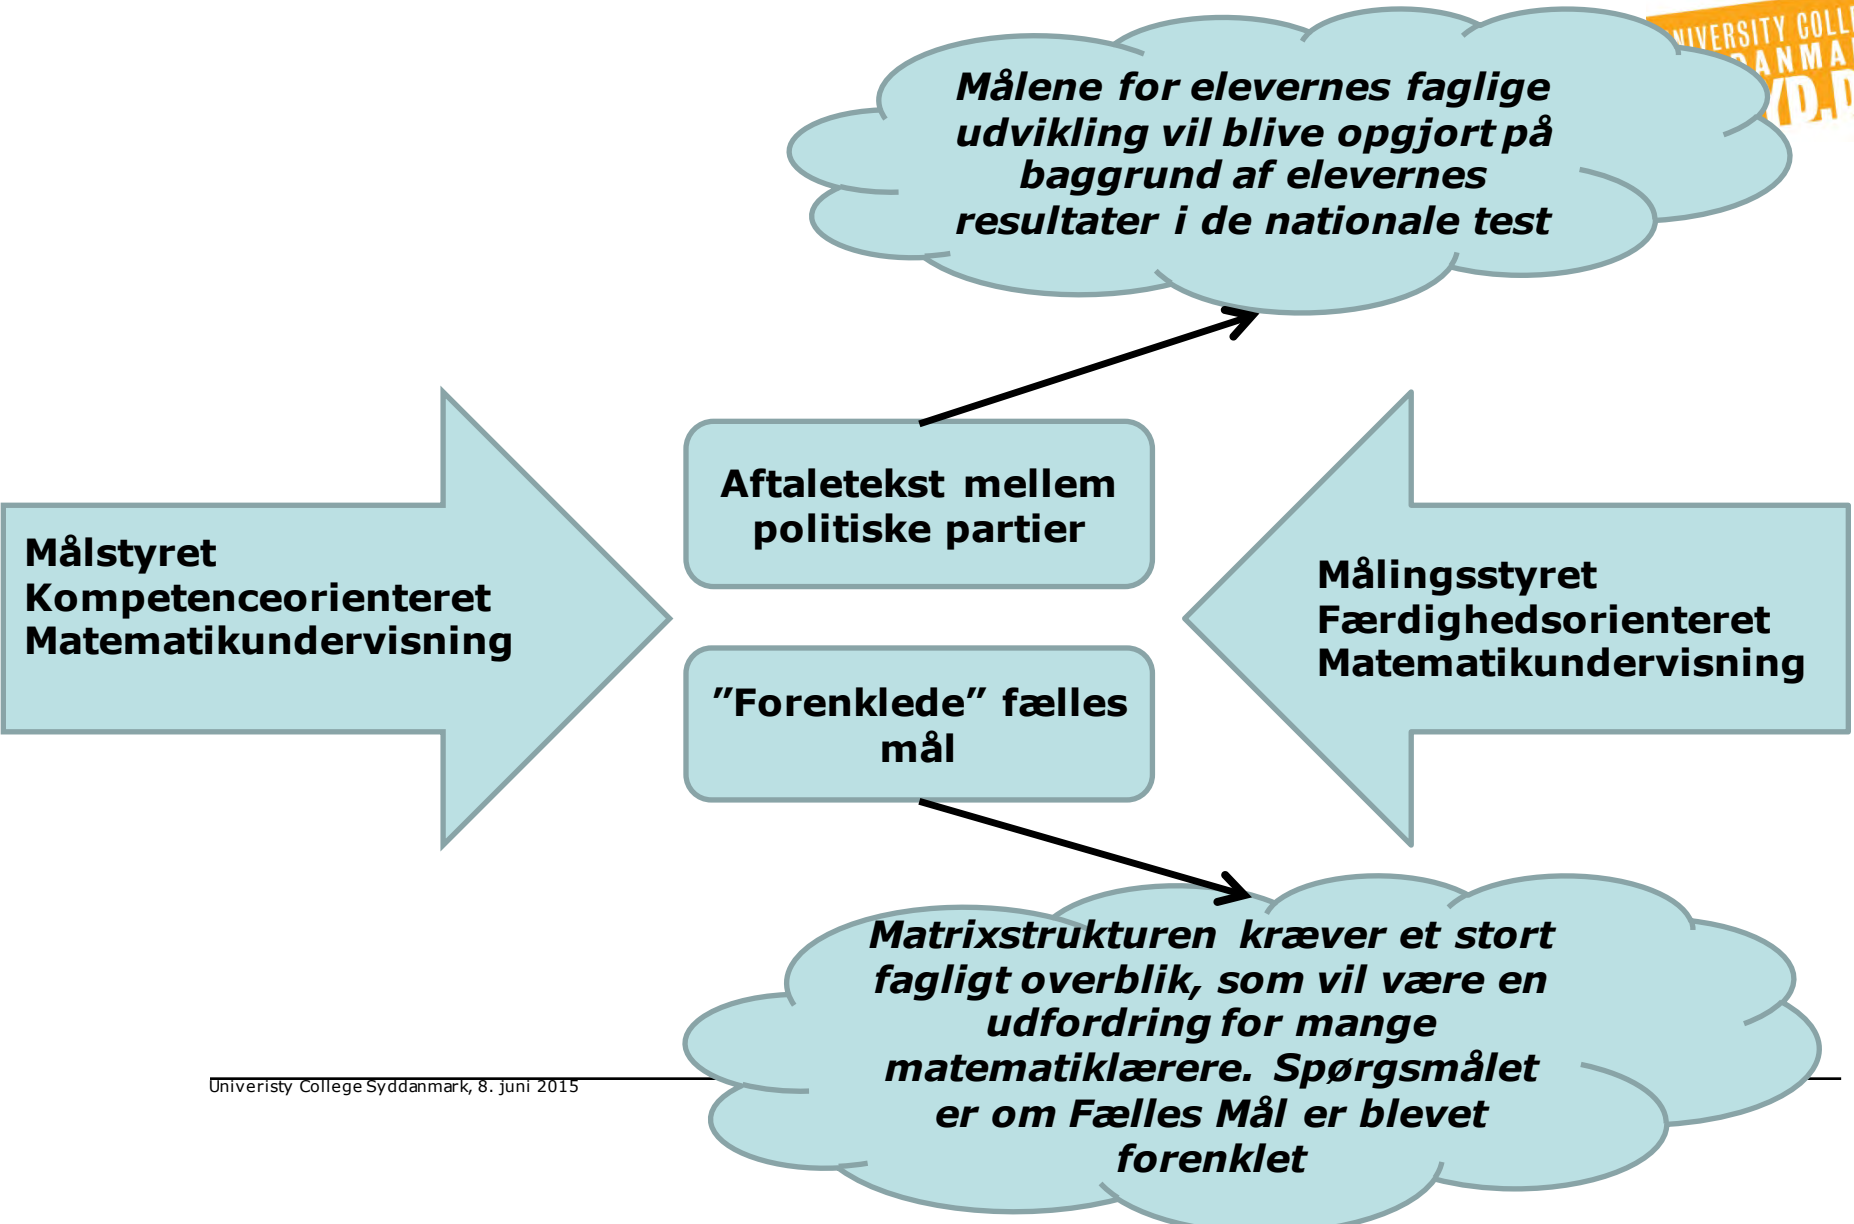 Målene for elevernes faglige
udvikling vil blive opgjort på
baggrund af elevernes
resultater i de nationale test
Aftaletekst mellem
politiske partier
Målstyret
Kompetenceorienteret
Matematikundervisning
Målingsstyret
Færdighedsorienteret
Matematikundervisning
”Forenklede” fælles
mål
Matrixstrukturen kræver et stort
fagligt overblik, som vil være en
udfordring for mange
matematiklærere. Spørgsmålet
er om Fælles Mål er blevet
forenklet
Univeristy College Syddanmark, 8. juni 2015